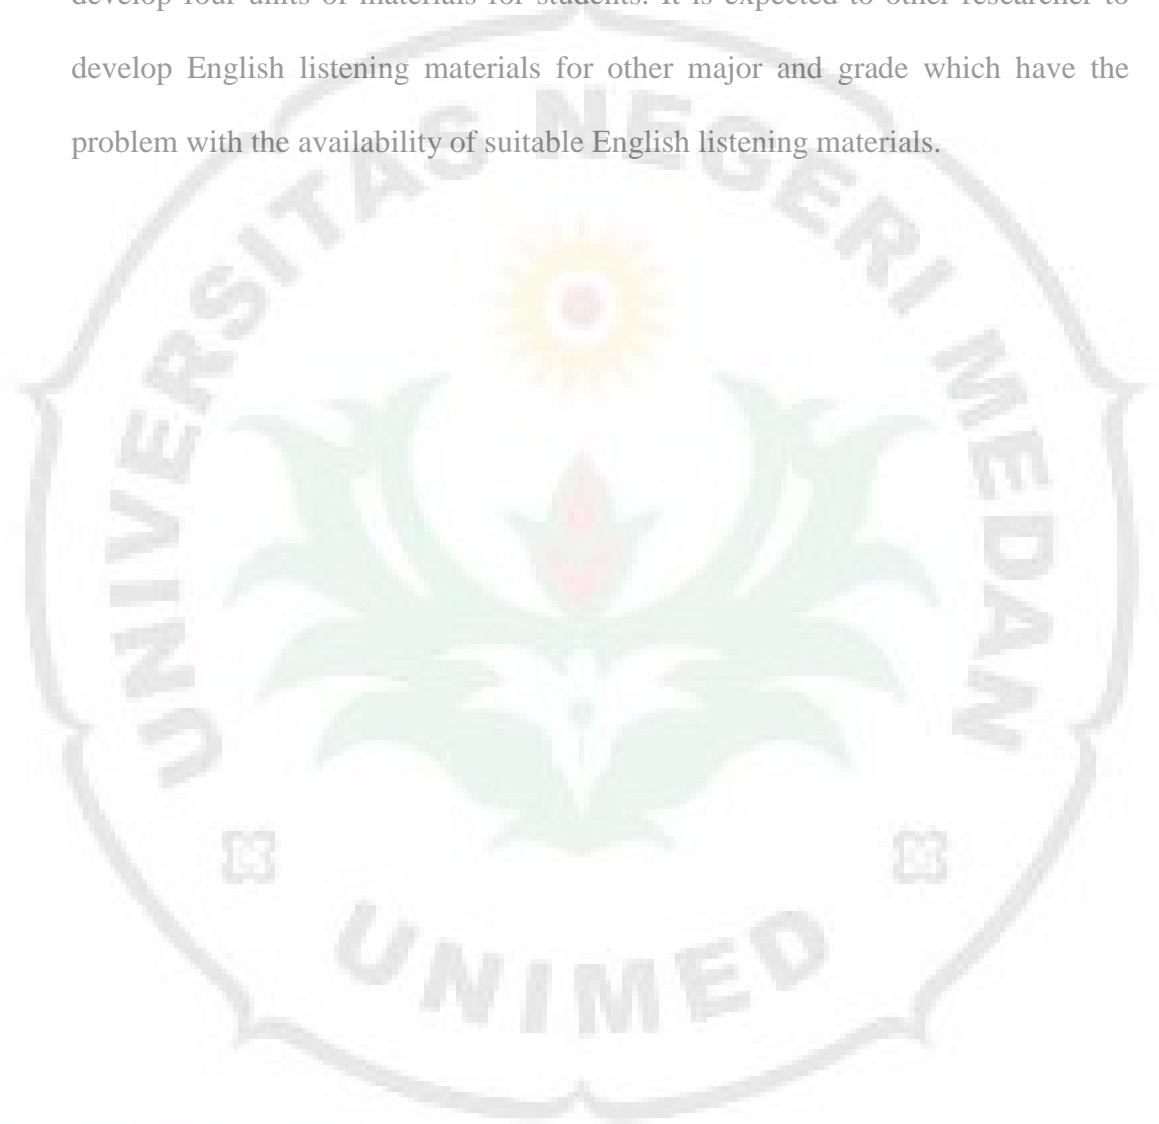 develop four units of materials for students. It is expected to other researcher to
develop English listening materials for other major and grade which have the
problem with the availability of suitable English listening materials.
UNIVERSITAS NEGERI MEDAN
UNIMED